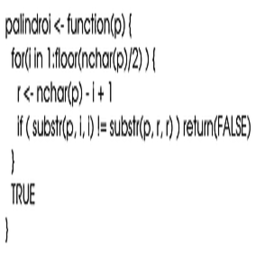 palindroi <- function(p) {
for(i in 1:floor(nchar(p)/2) ) {
r <- nchar(p) - i + 1
if ( substr(p, i, i) != substr(p, r, r) ) return(FALSE)
}
TRUE
}